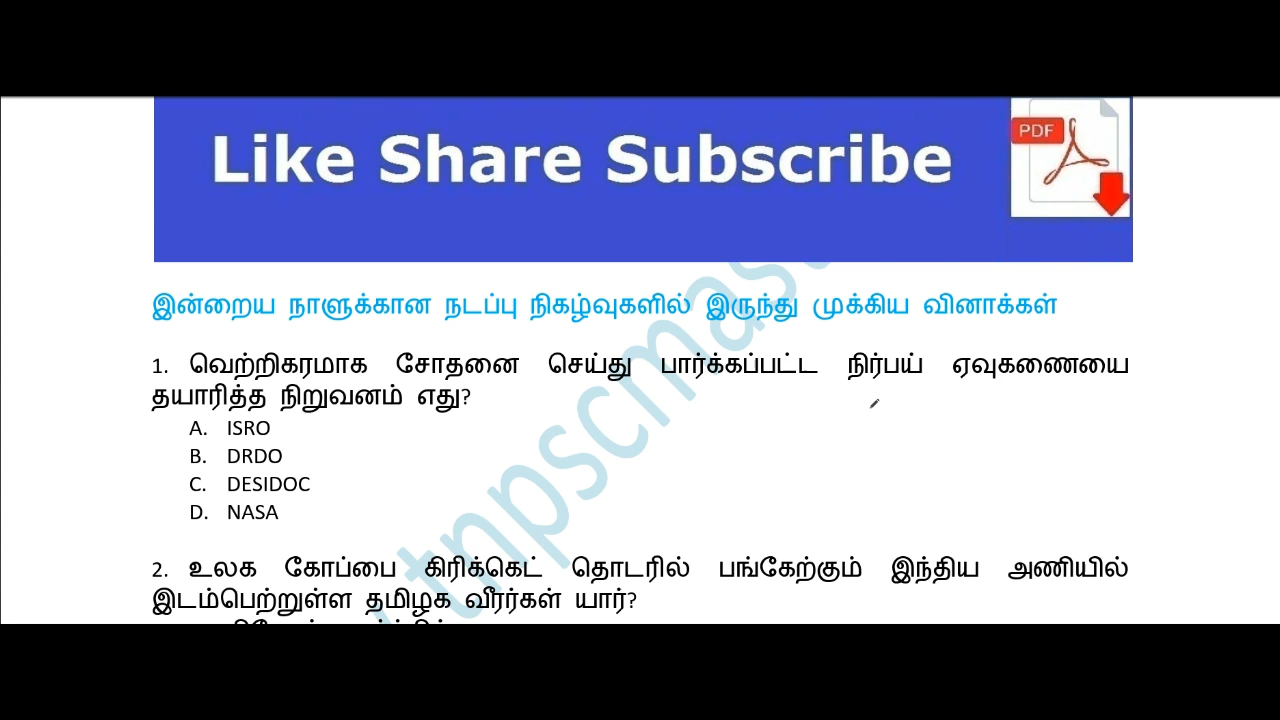 Like Share Subscribe
PDF
இன்றைய நாளுக்கான நடப்பு நிகழ்வுகளில் இருந்து முக்கிய வினாக்கள்
1. வெற்றிகரமாக சோதனை செய்து பார்க்கப்பட்ட நிர்பய் ஏவுகணையை
தயாரித்த நிறுவனம் எது?
A. ISRO
B. DRDO
C. DESIDOC
D. NASA
2. உலக கோப்பை கிரிக்கெட் தொடரில் பங்கேற்கும் இந்திய அணியில்
இடம்பெற்றுள்ள தமிழக வீரர்கள் யார்?